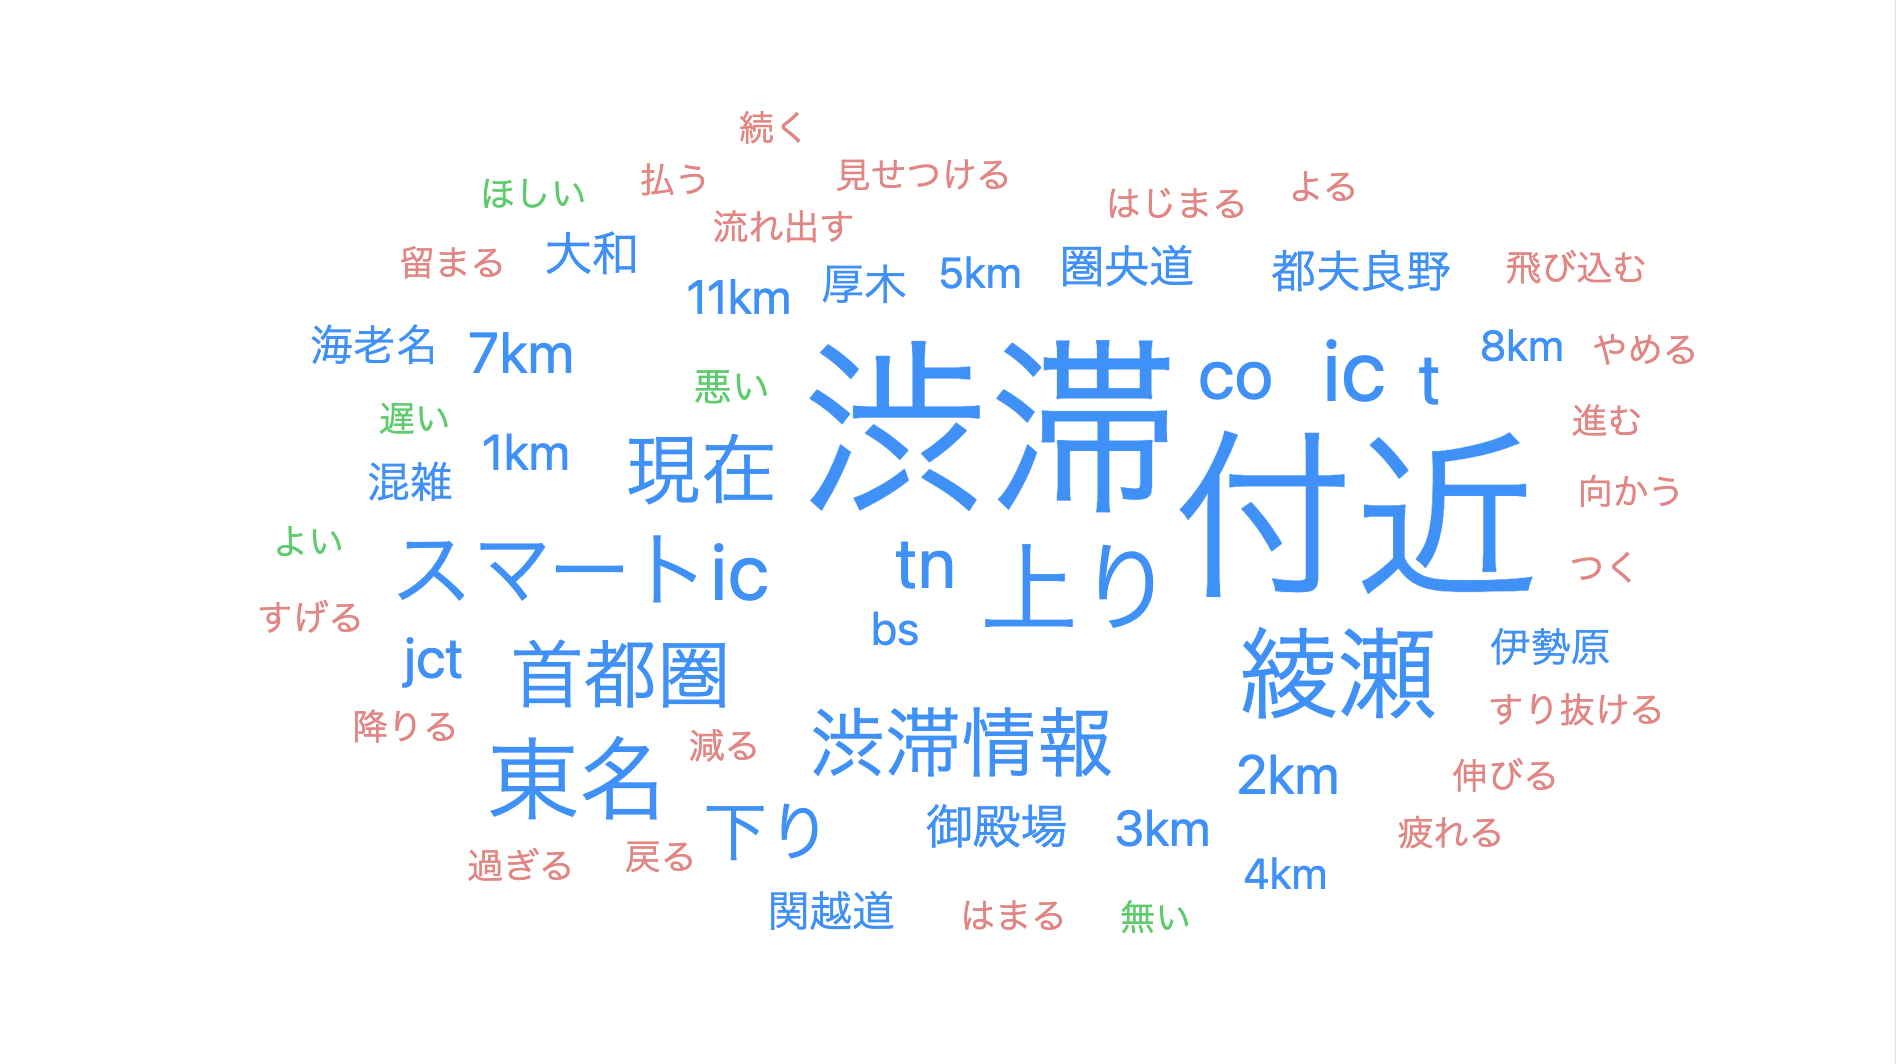 続く
払う
見せつける
ほしい
はじまる
よる
流れ出す
留まる
大和
11km
厚木
5km
圏央道
都夫良野
飛び込む
海老名
7km
悪い
渋滞
co
ic
t
8km
やめる
遅い
混雑
1km
現在
付近
進む
向かう
よい
スマートic
tn
上り
つく
すげる
bs
jct
首都圏
綾瀬
伊勢原
降りる
減る
渋滞情報
すり抜ける
東名
2km
伸びる
下り
御殿場
3km
疲れる
過ぎる
戻る
4km
関越道
はまる
無い